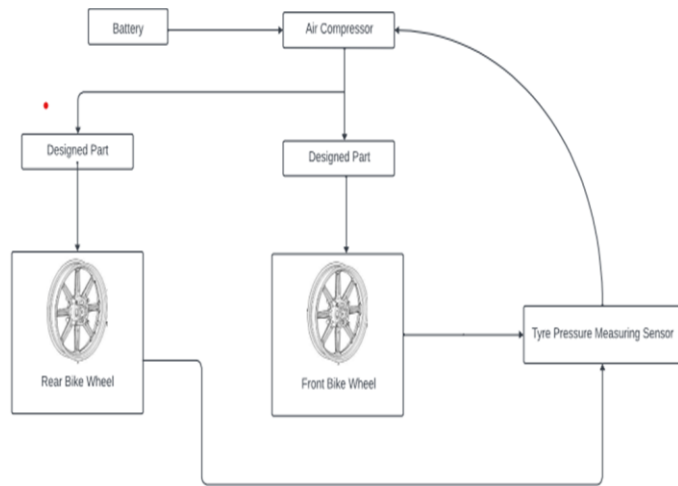 Battery
Air Compressor
Designed Part
Designed Part
Rear Bike Wheel
Front Bike Wheel
Tyre Pressure Measuring Sensor